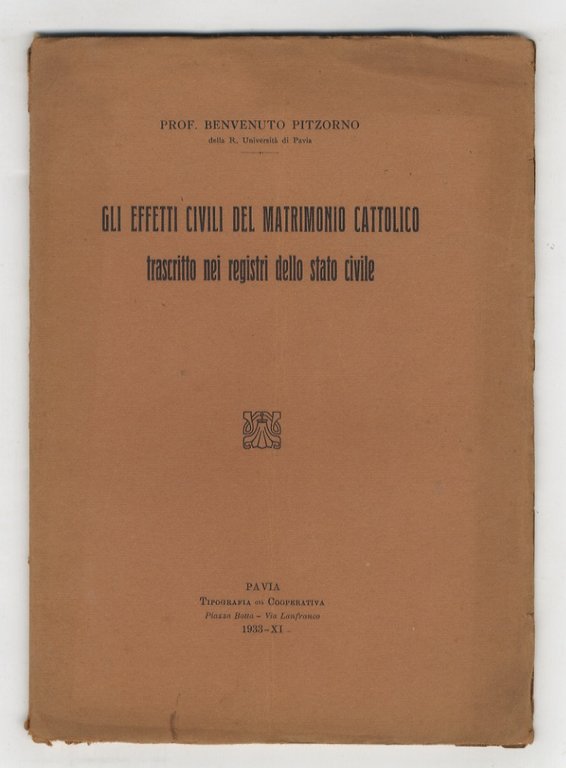 PROF. BENVENUTO PITZORNO
della R. Università di Pavia
GLI EFFETTI CIVILI DEL MATRIMONIO CATTOLICO
trascritto nei registri dello stato civile
PAVIA
TIPOGRAFIA GIÀ COOPERATIVA
Piazza Botta – Via Lanfranco
1933-XI